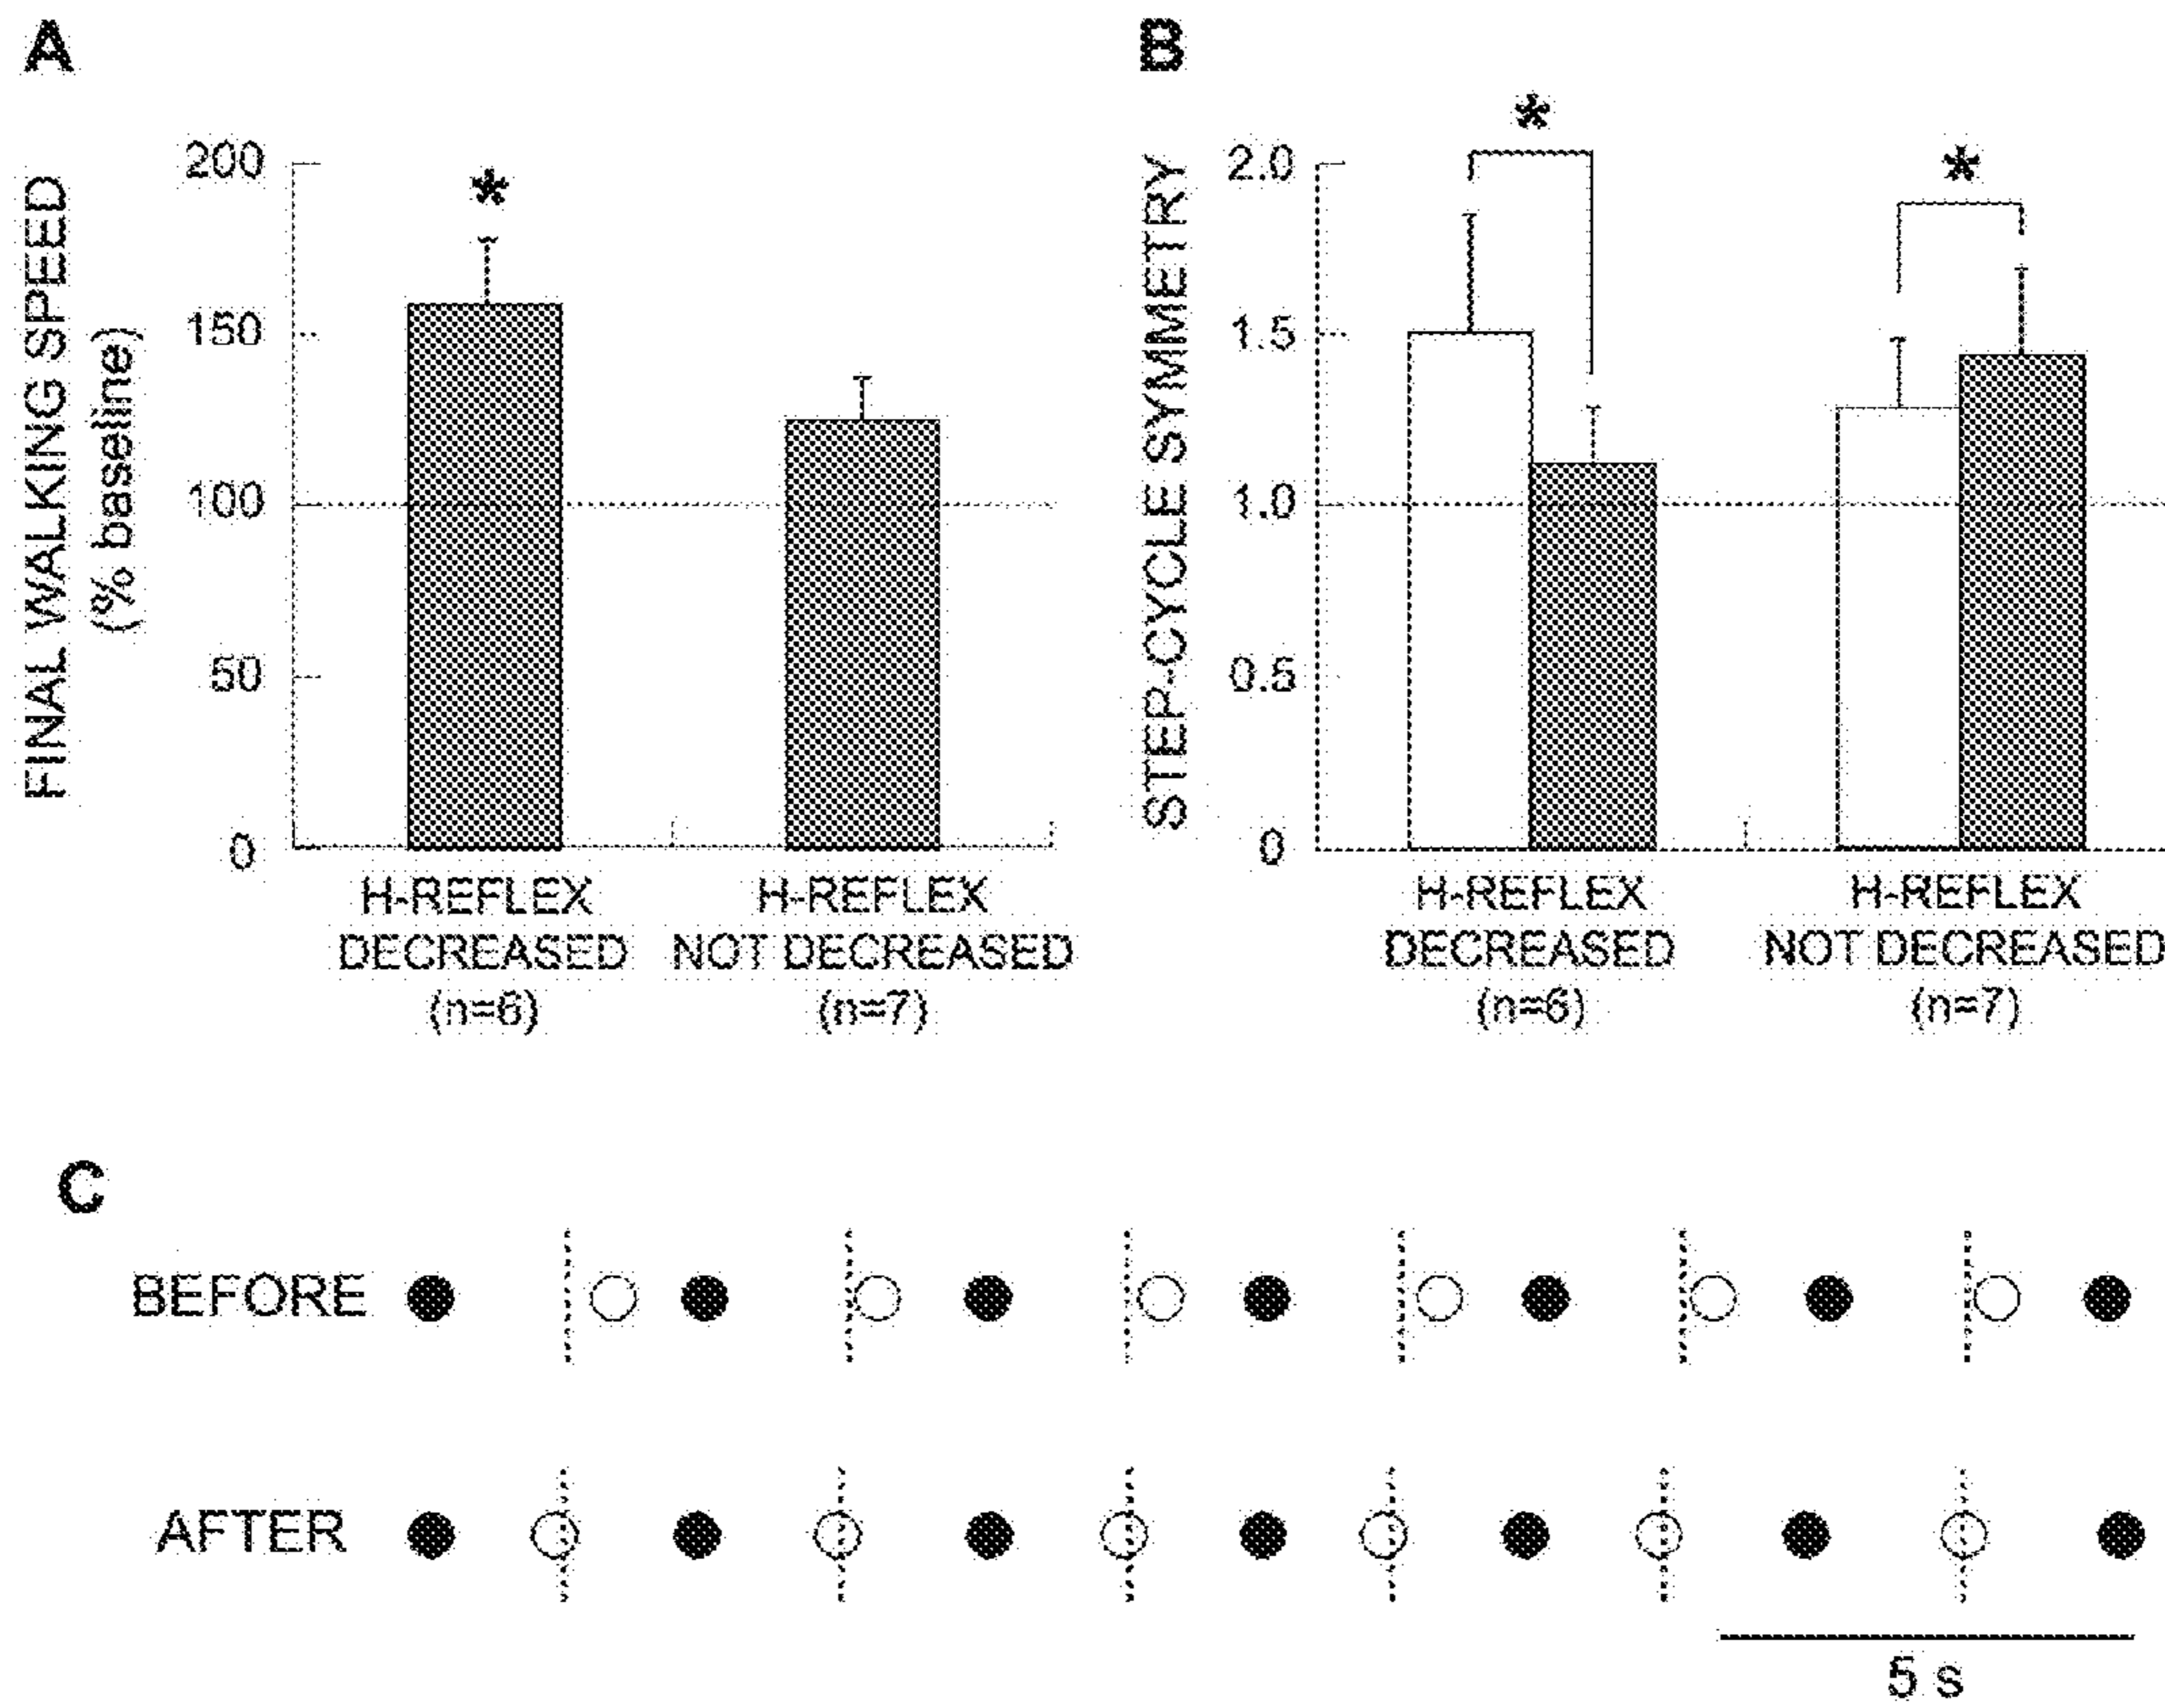 A
FINAL WALKING SPEED
(% baseline)
200
150
100
50
0
*
H-REFLEX
DECREASED
(n=6)
H-REFLEX
NOT DECREASED
(n=7)
B
STEP-CYCLE SYMMETRY
2.0
1.5
1.0
0.5
0
*
*
H-REFLEX
DECREASED
(n=6)
H-REFLEX
NOT DECREASED
(n=7)
C
BEFORE
AFTER
5 s